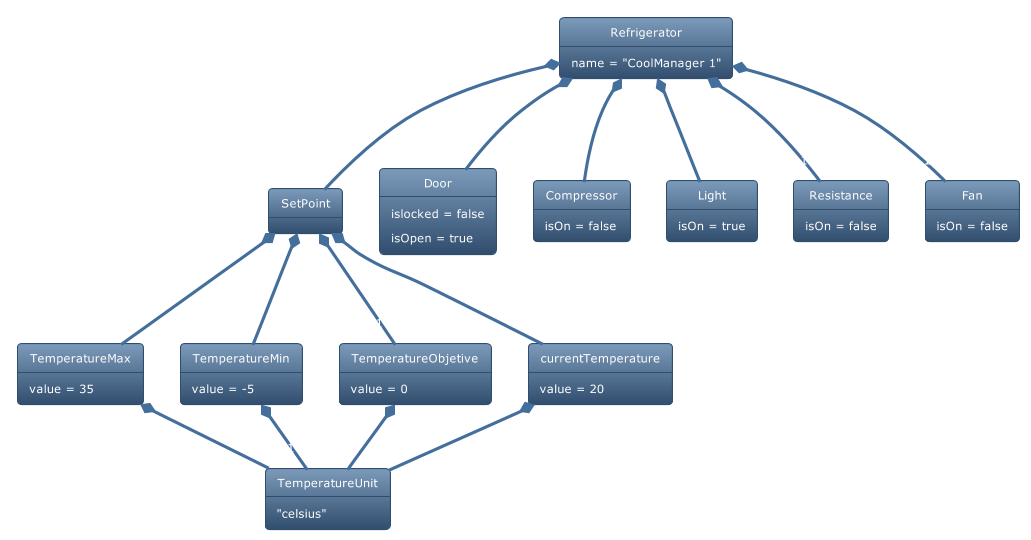 Refrigerator
name = "CoolManager 1"
SetPoint
Door
islocked = false
isOpen = true
Compressor
isOn = false
Light
isOn = true
Resistance
isOn = false
Fan
isOn = false
TemperatureMax
value = 35
TemperatureMin
value = -5
TemperatureObjetive
value = 0
currentTemperature
value = 20
TemperatureUnit
"celsius"